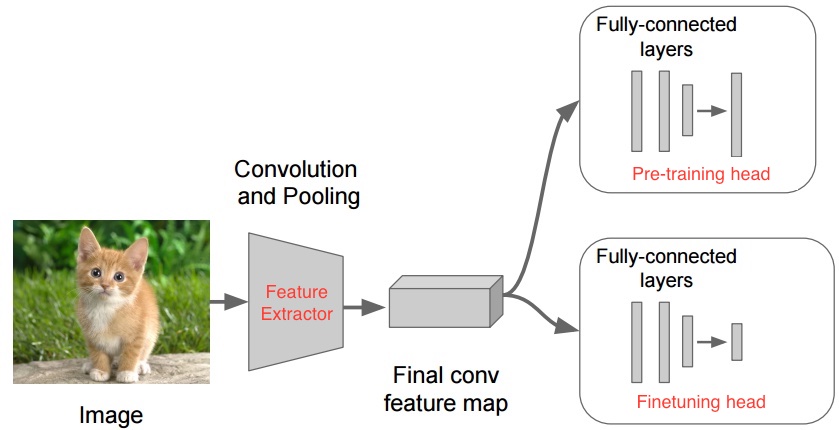 Fully-connected
layers
Pre-training head
Convolution
and Pooling
Feature
Extractor
Fully-connected
layers
Finetuning head
Final conv
feature map
Image